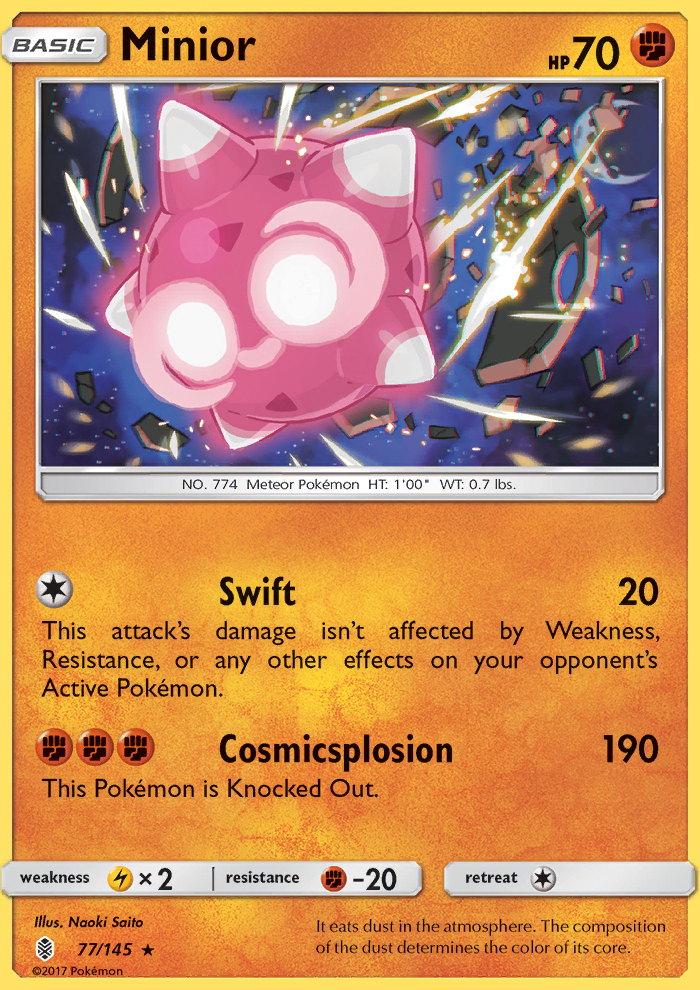 BASIC Minior HP70
NO. 774 Meteor Pokémon HT: 1'00" WT: 0.7 lbs.
Swift 20
This attack's damage isn't affected by Weakness,
Resistance, or any other effects on your opponent's
Active Pokémon.
Cosmicsplosion 190
This Pokémon is Knocked Out.
weakness ×2 resistance -20 retreat
Illus. Naoki Saito
77/145 ★
©2017 Pokémon
It eats dust in the atmosphere. The composition
of the dust determines the color of its core.